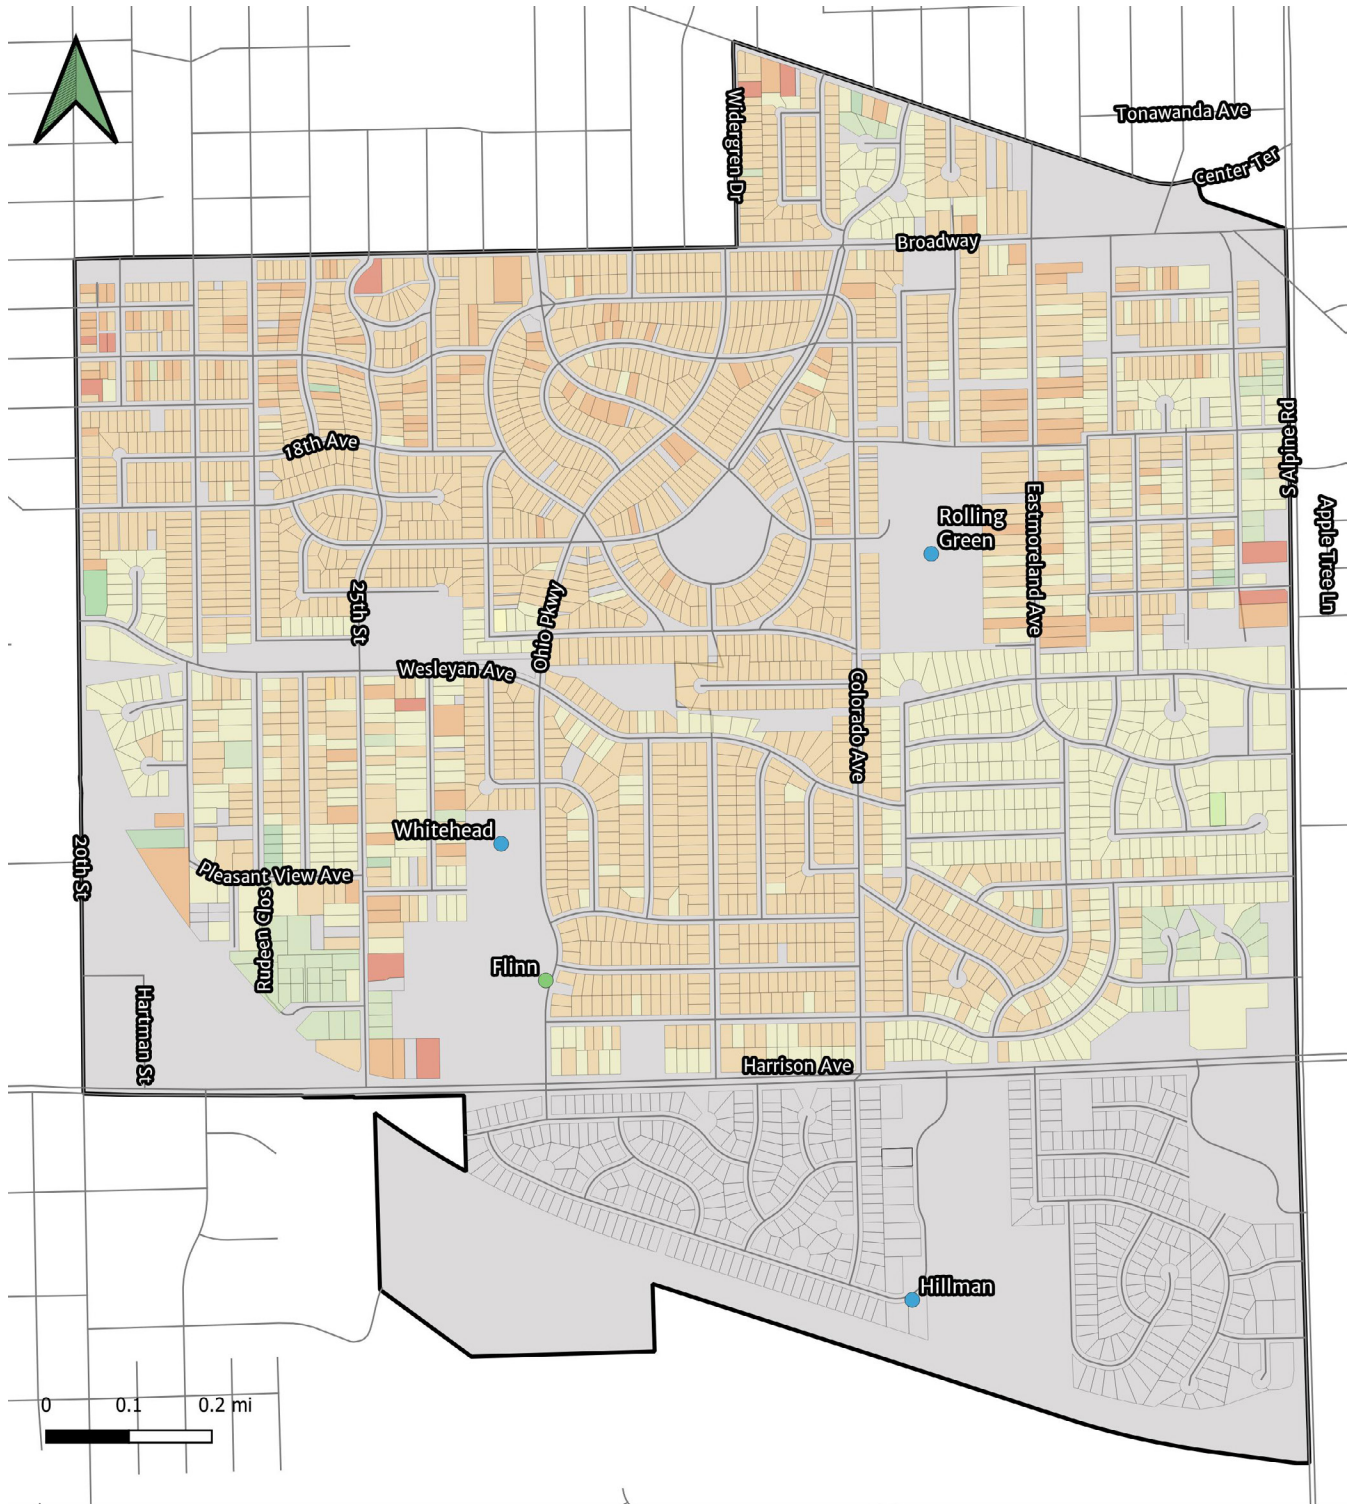 Widergren Dr
Tonawanda Ave
Center Ter
Broadway
18th Ave
S Alpine Rd
Apple Tree Ln
Rolling
Green
Eastmoreland Ave
25th St
Ohio Pkwy
Wesleyan Ave
Colorado Ave
Whitehead
20th St
Pleasant View Ave
Rudeen Clos
Flinn
Hartman St
Harrison Ave
Hillman
0 0.1 0.2 mi